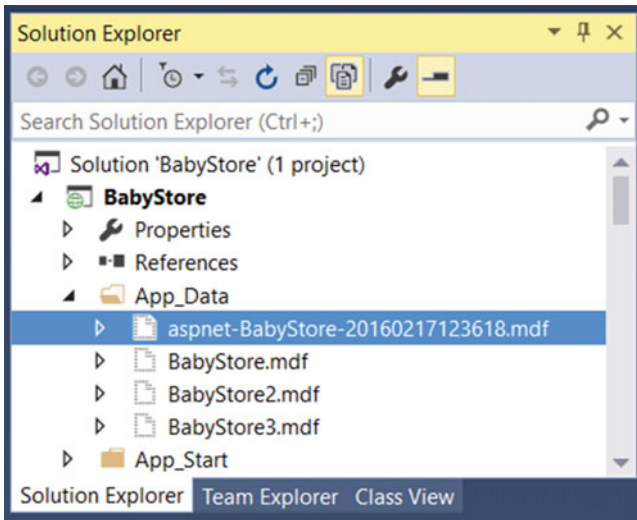 Solution Explorer
Search Solution Explorer (Ctrl+;)
Solution 'BabyStore' (1 project)
BabyStore
Properties
References
App_Data
aspnet-BabyStore-20160217123618.mdf
BabyStore.mdf
BabyStore2.mdf
BabyStore3.mdf
App_Start
Solution Explorer Team Explorer Class View